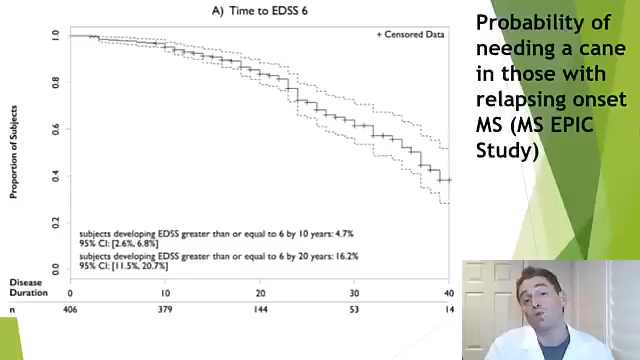 A) Time to EDSS 6
+ Censored Data
Proportion of Subjects
1.0
0.8
0.6
0.4
0.2
0.0
subjects developing EDSS greater than or equal to 6 by 10 years: 4.7%
95% CI: [2.6%, 6.8%]
subjects developing EDSS greater than or equal to 6 by 20 years: 16.2%
95% CI: [11.5%, 20.7%]
Disease
Duration 0 10 20 30 40
n 406 379 144 53 14
Probability of
needing a cane
in those with
relapsing onset
MS (MS EPIC
Study)